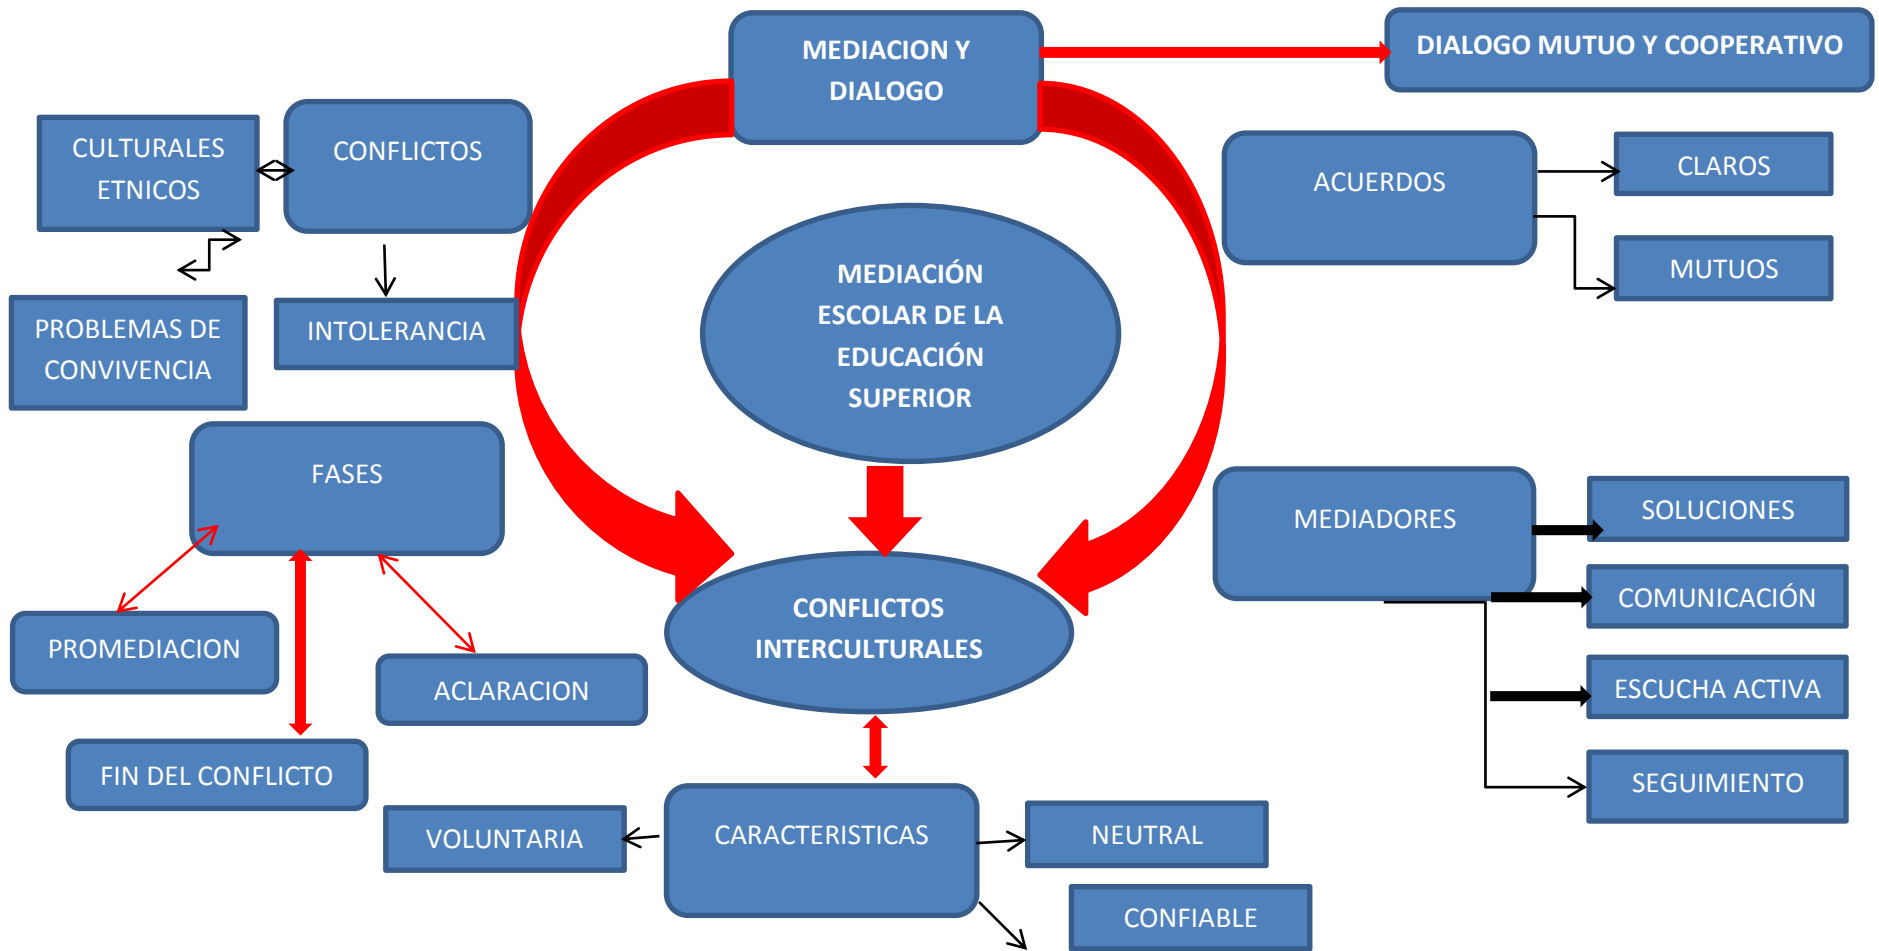 MEDIACION Y
DIALOGO
DIALOGO MUTUO Y COOPERATIVO
CULTURALES
ETNICOS
CONFLICTOS
ACUERDOS
CLAROS
MUTUOS
PROBLEMAS DE
CONVIVENCIA
INTOLERANCIA
MEDIACIÓN
ESCOLAR DE LA
EDUCACIÓN
SUPERIOR
FASES
MEDIADORES
SOLUCIONES
COMUNICACIÓN
ESCUCHA ACTIVA
SEGUIMIENTO
PROMEDIACION
ACLARACION
FIN DEL CONFLICTO
CONFLICTOS
INTERCULTURALES
VOLUNTARIA
CARACTERISTICAS
NEUTRAL
CONFIABLE